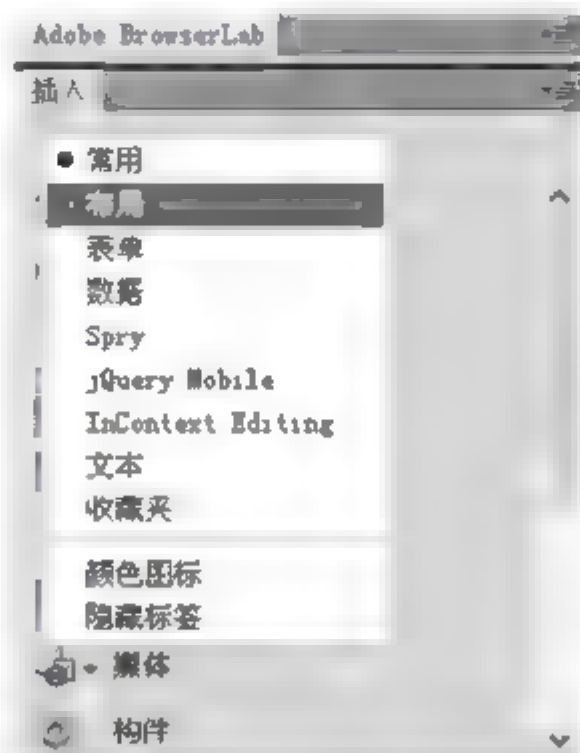 Adobe BrowserLab
插入
常用
布局
表单
数据
Spry
jQuery Mobile
InContext Editing
文本
收藏夹
颜色图标
隐藏标签
媒体
构件